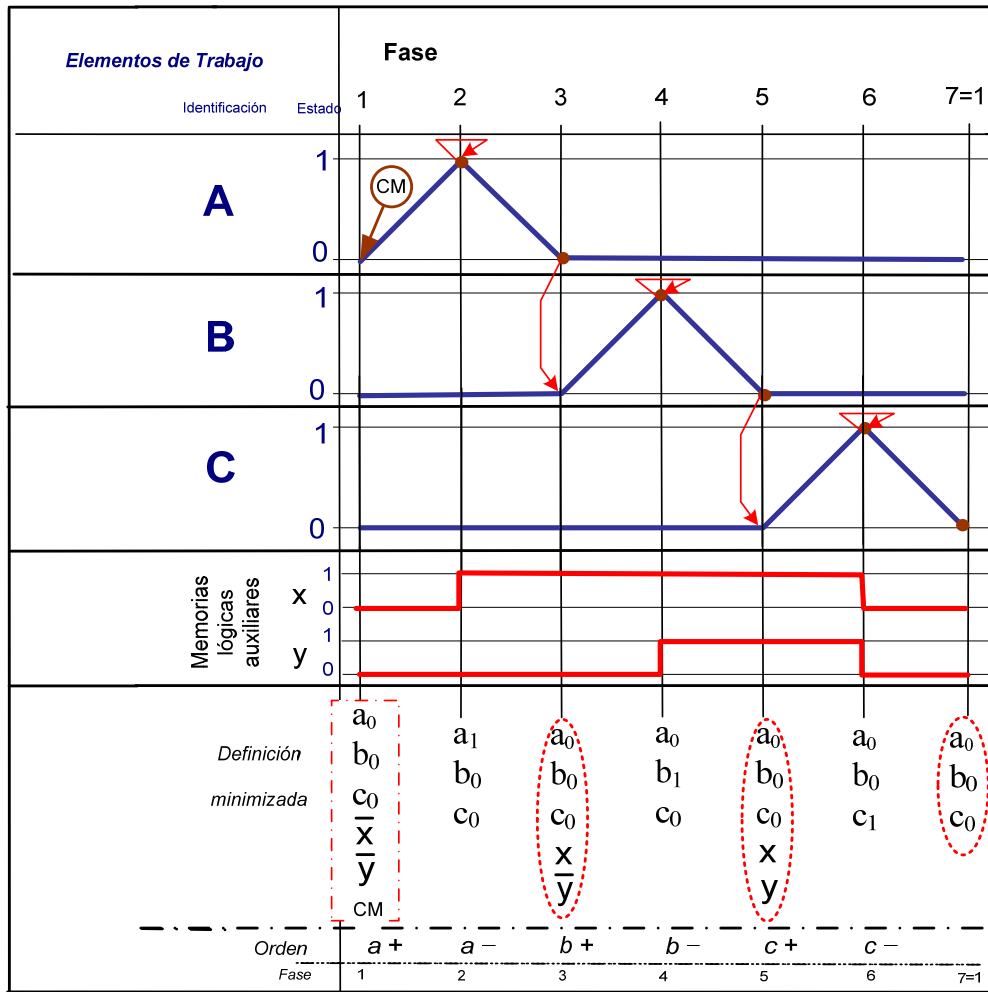 Elementos de Trabajo
Fase
Identificación Estado
1 2 3 4 5 6 7=1
A
1
0
CM
B
1
0
C
1
0
Memorias lógicas auxiliares
x
1
0
y
1
0
Definición minimizada
a₀ a₁ a₀ a₀ a₀ a₀ a₀
b₀ b₀ b₀ b₁ b₀ b₀ b₀
c₀ c₀ c₀ c₀ c₀ c₁ c₀
x̅ x x
y̅ y̅ y
CM
Orden a + a − b + b − c + c −
Fase 1 2 3 4 5 6 7=1